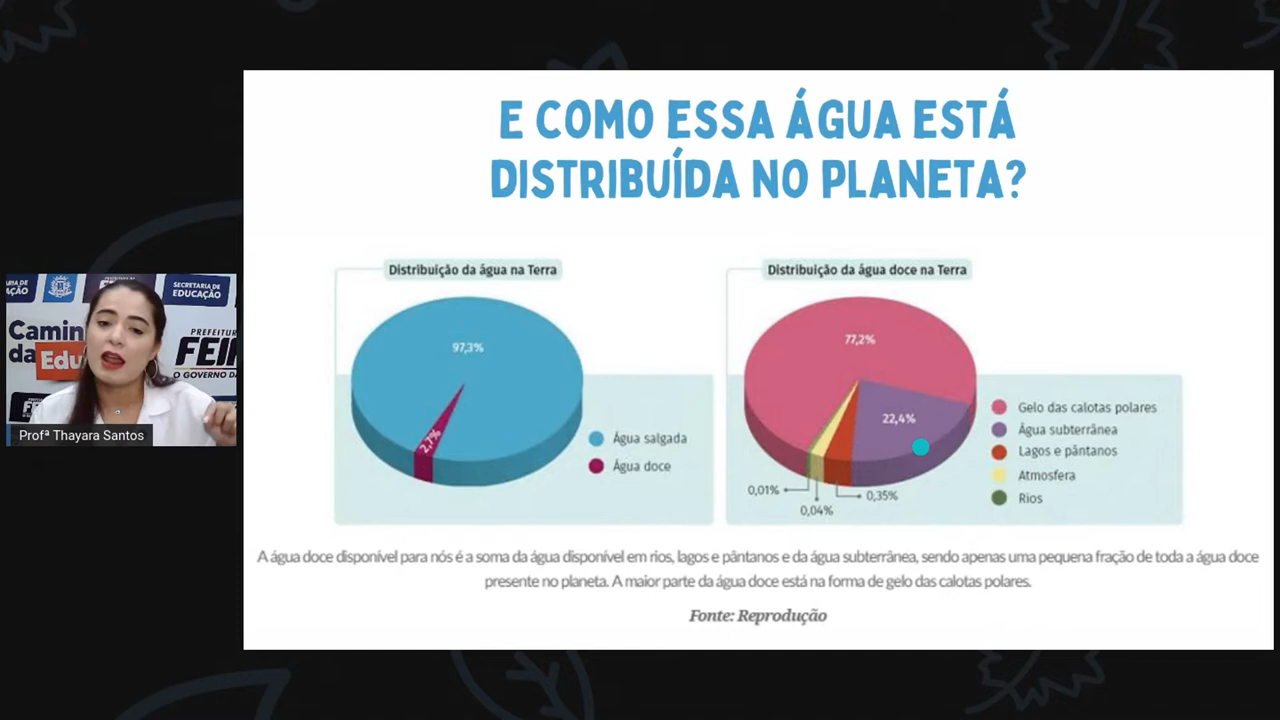 E COMO ESSA ÁGUA ESTÁ
DISTRIBUÍDA NO PLANETA?
Distribuição da água na Terra
97,3%
2,7%
Água salgada
Água doce
Distribuição da água doce na Terra
77,2%
22,4%
0,01%
0,04%
0,35%
Gelo das calotas polares
Água subterrânea
Lagos e pântanos
Atmosfera
Rios
A água doce disponível para nós é a soma da água disponível em rios, lagos e pântanos e da água subterrânea, sendo apenas uma pequena fração de toda a água doce
presente no planeta. A maior parte da água doce está na forma de gelo das calotas polares.
Fonte: Reprodução
SECRETARIA DE
EDUCAÇÃO
Camin
da Edu
PREFEITUR
FEI
O GOVERNO DA
Profª Thayara Santos